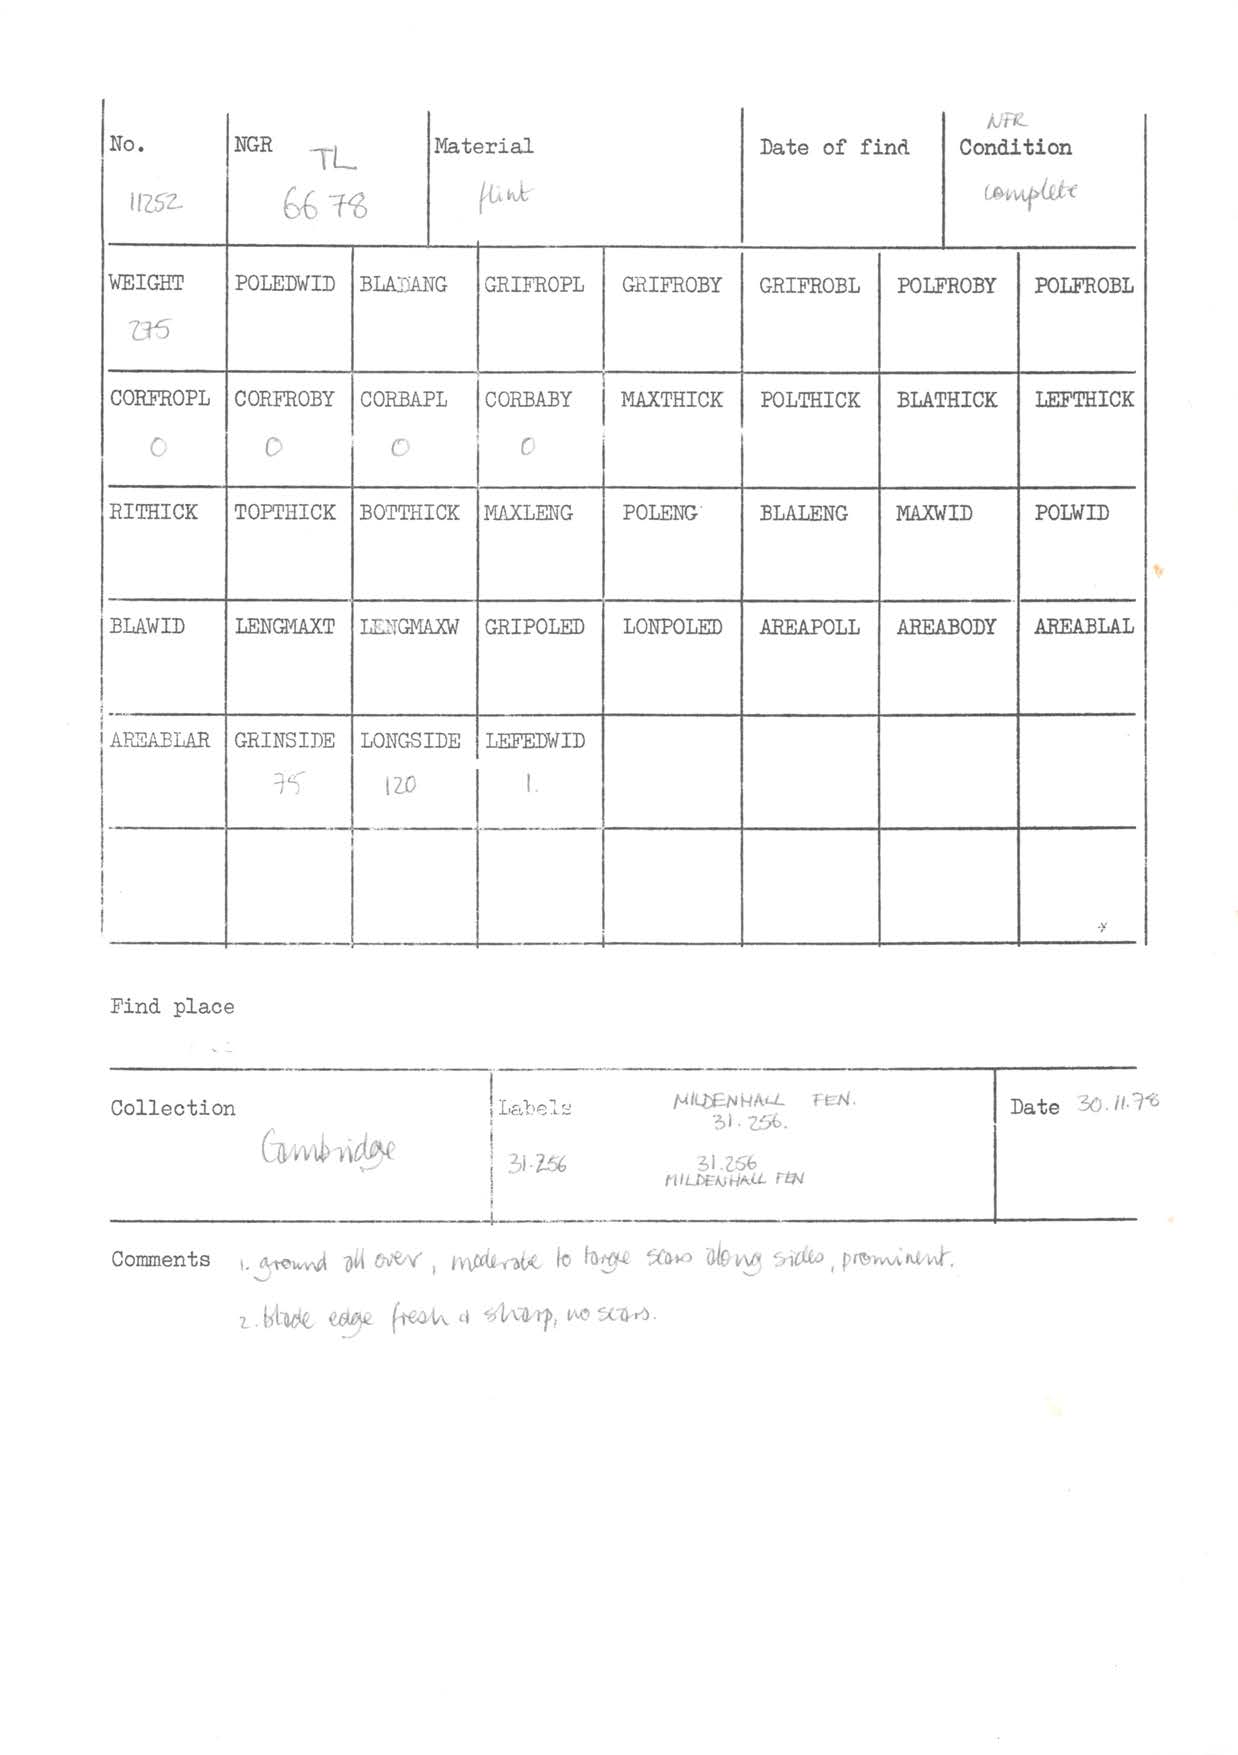 NFR
No. NGR TL Material Date of find Condition
11252 66 78 flint complete
WEIGHT POLEDWID BLADANG GRIFROPL GRIFROBY GRIFROBL POLFROBY POLFROBL
275
CORFROPL CORFROBY CORBAPL CORBABY MAXTHICK POLTHICK BLATHICK LEFTHICK
0 0 0 0
RITHICK TOPTHICK BOTTHICK MAXLENG POLENG BLALENG MAXWID POLWID
BLAWID LENGMAXT LENGMAXW GRIPOLED LONPOLED AREAPOLL AREABODY AREABLAL
AREABLAR GRINSIDE LONGSIDE LEFEDWID
75 120 1.
Find place
Collection Labels MILDENHALL FEN. Date 30.11.78
31.256.
Cambridge 31.256 31.256
MILDENHALL FEN
Comments 1. ground all over, moderate to large scars along sides, prominent.
2. blade edge fresh & sharp, no scars.